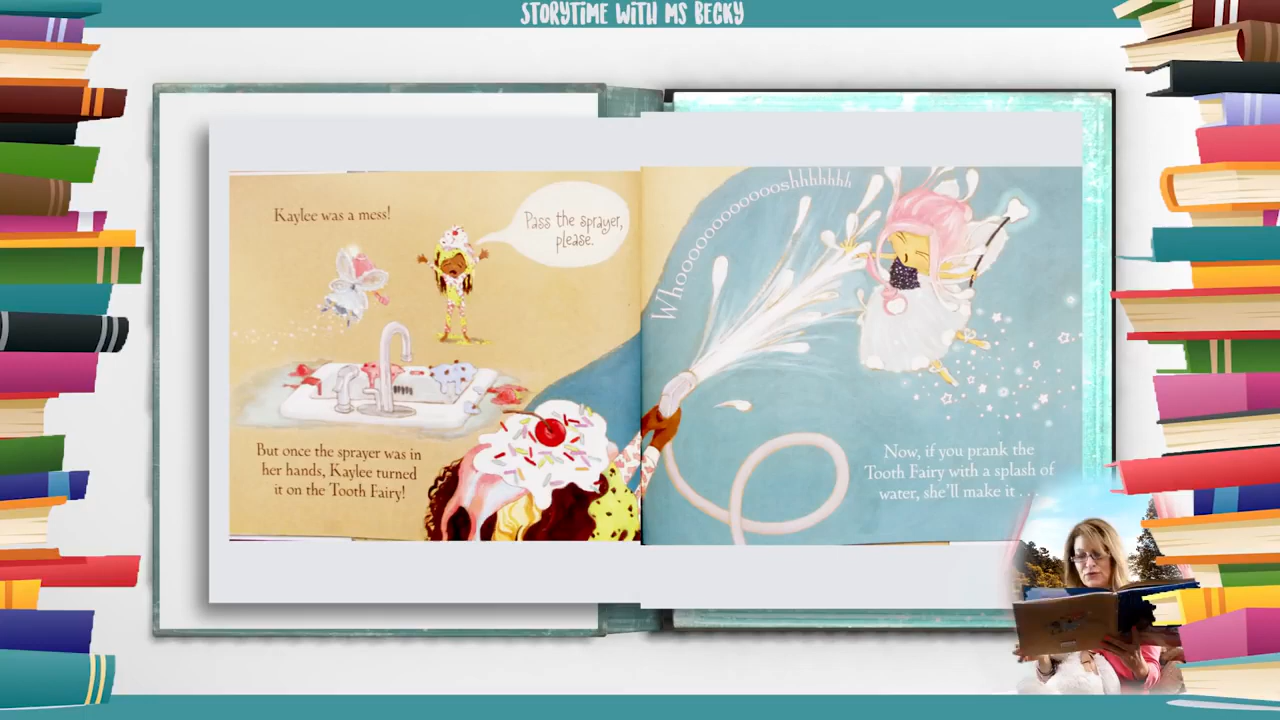 STORYTIME WITH MS BECKY
Kaylee was a mess!
Pass the sprayer,
please.
But once the sprayer was in
her hands, Kaylee turned
it on the Tooth Fairy!
Whooooooooooooshhhhhhh
Now, if you prank the
Tooth Fairy with a splash of
water, she'll make it . . .